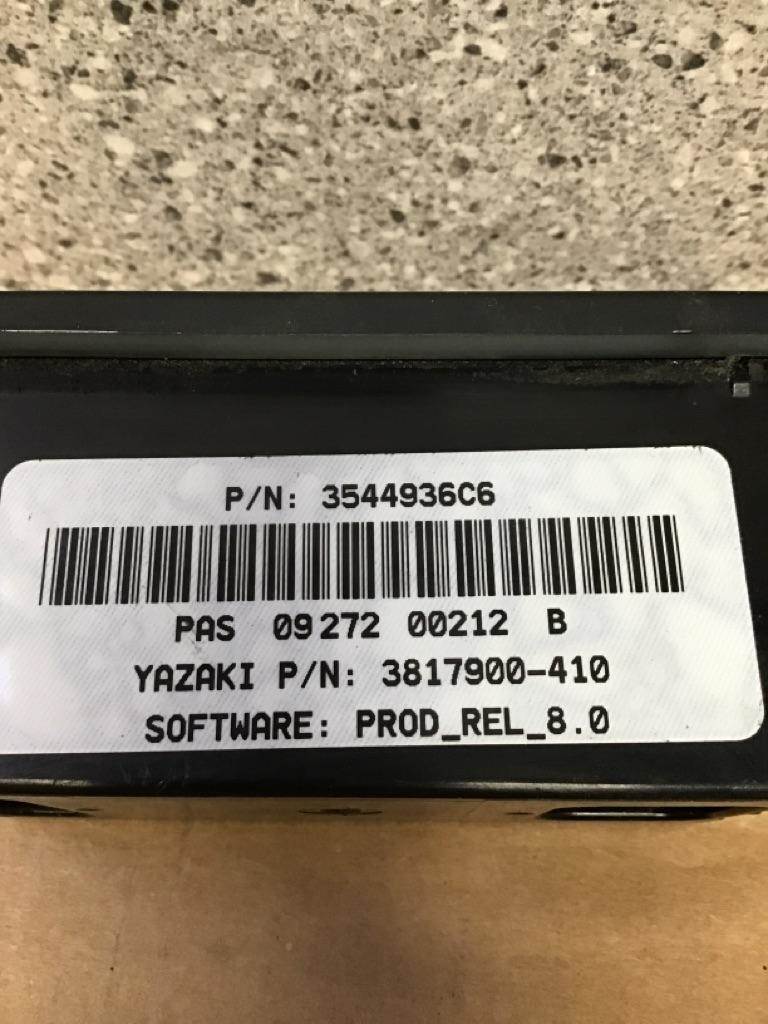 P/N: 3544936C6
PAS 09272 00212 B
YAZAKI P/N: 3817900-410
SOFTWARE: PROD_REL_8.0